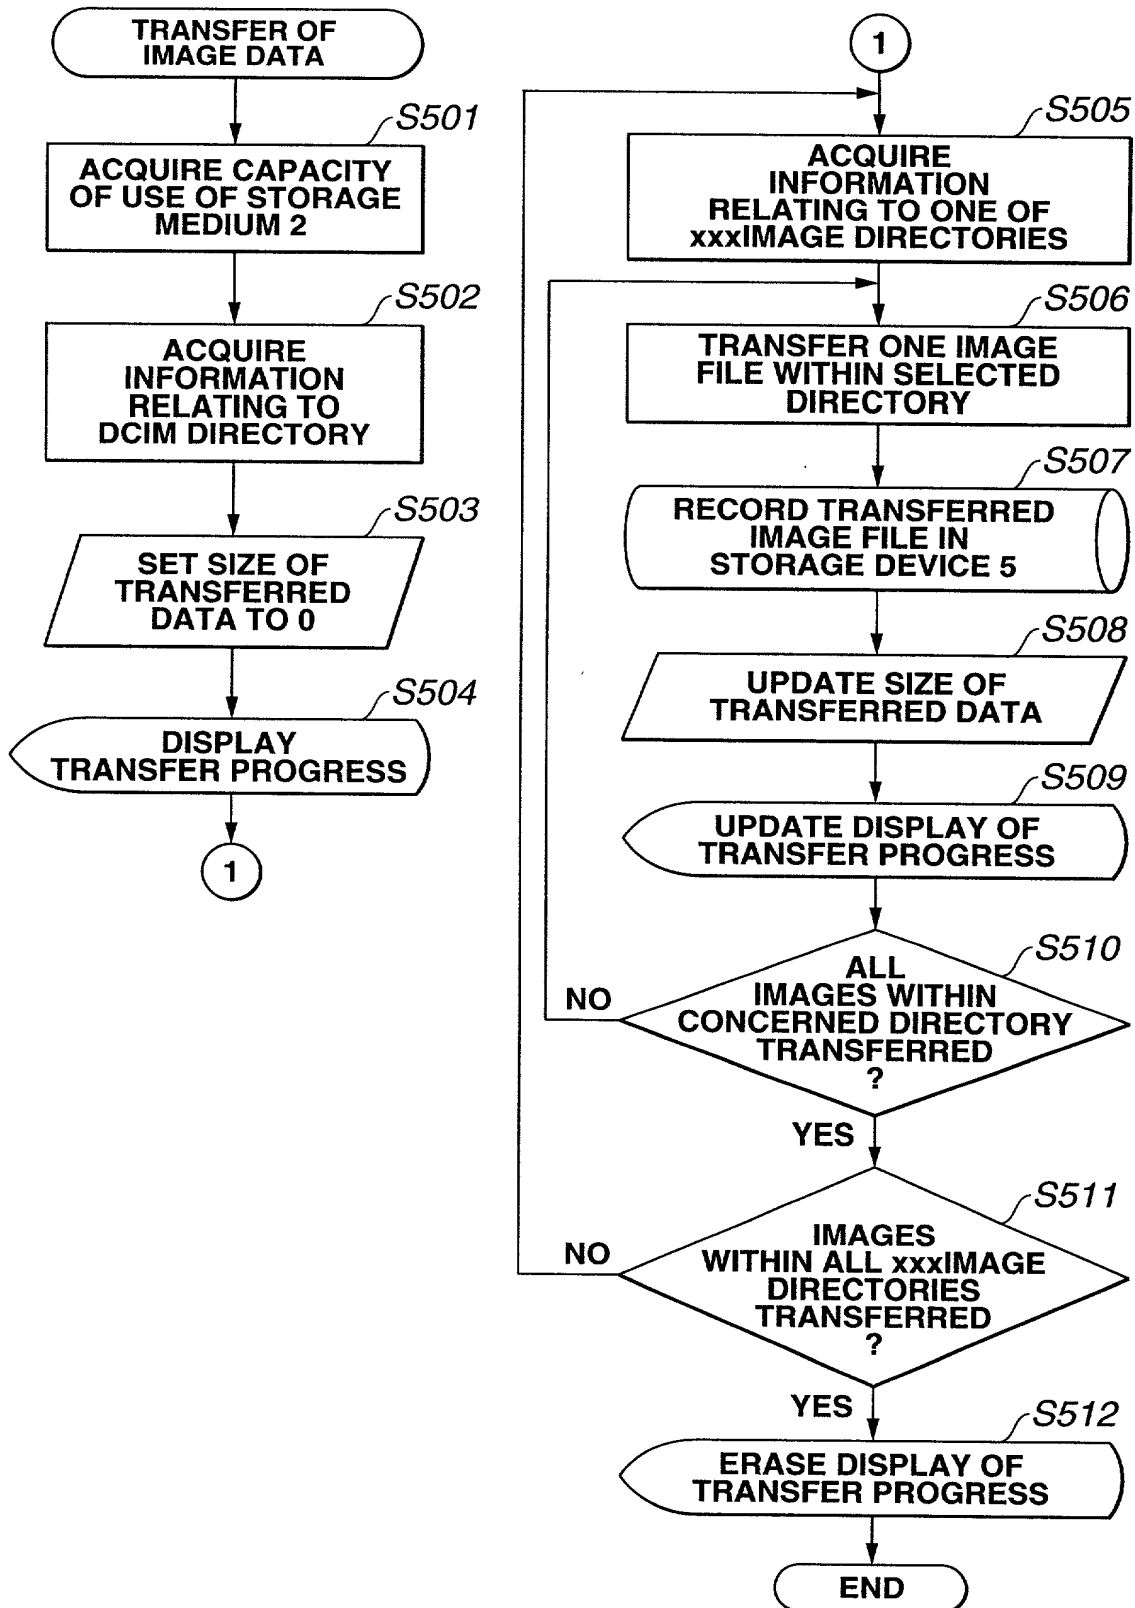 TRANSFER OF
IMAGE DATA
S501
ACQUIRE CAPACITY
OF USE OF STORAGE
MEDIUM 2
S502
ACQUIRE
INFORMATION
RELATING TO
DCIM DIRECTORY
S503
SET SIZE OF
TRANSFERRED
DATA TO 0
S504
DISPLAY
TRANSFER PROGRESS
1
1
S505
ACQUIRE
INFORMATION
RELATING TO ONE OF
xxxIMAGE DIRECTORIES
S506
TRANSFER ONE IMAGE
FILE WITHIN SELECTED
DIRECTORY
S507
RECORD TRANSFERRED
IMAGE FILE IN
STORAGE DEVICE 5
S508
UPDATE SIZE OF
TRANSFERRED DATA
S509
UPDATE DISPLAY OF
TRANSFER PROGRESS
S510
ALL
IMAGES WITHIN
CONCERNED DIRECTORY
TRANSFERRED
?
NO
YES
S511
IMAGES
WITHIN ALL xxxIMAGE
DIRECTORIES
TRANSFERRED
?
NO
YES
S512
ERASE DISPLAY OF
TRANSFER PROGRESS
END